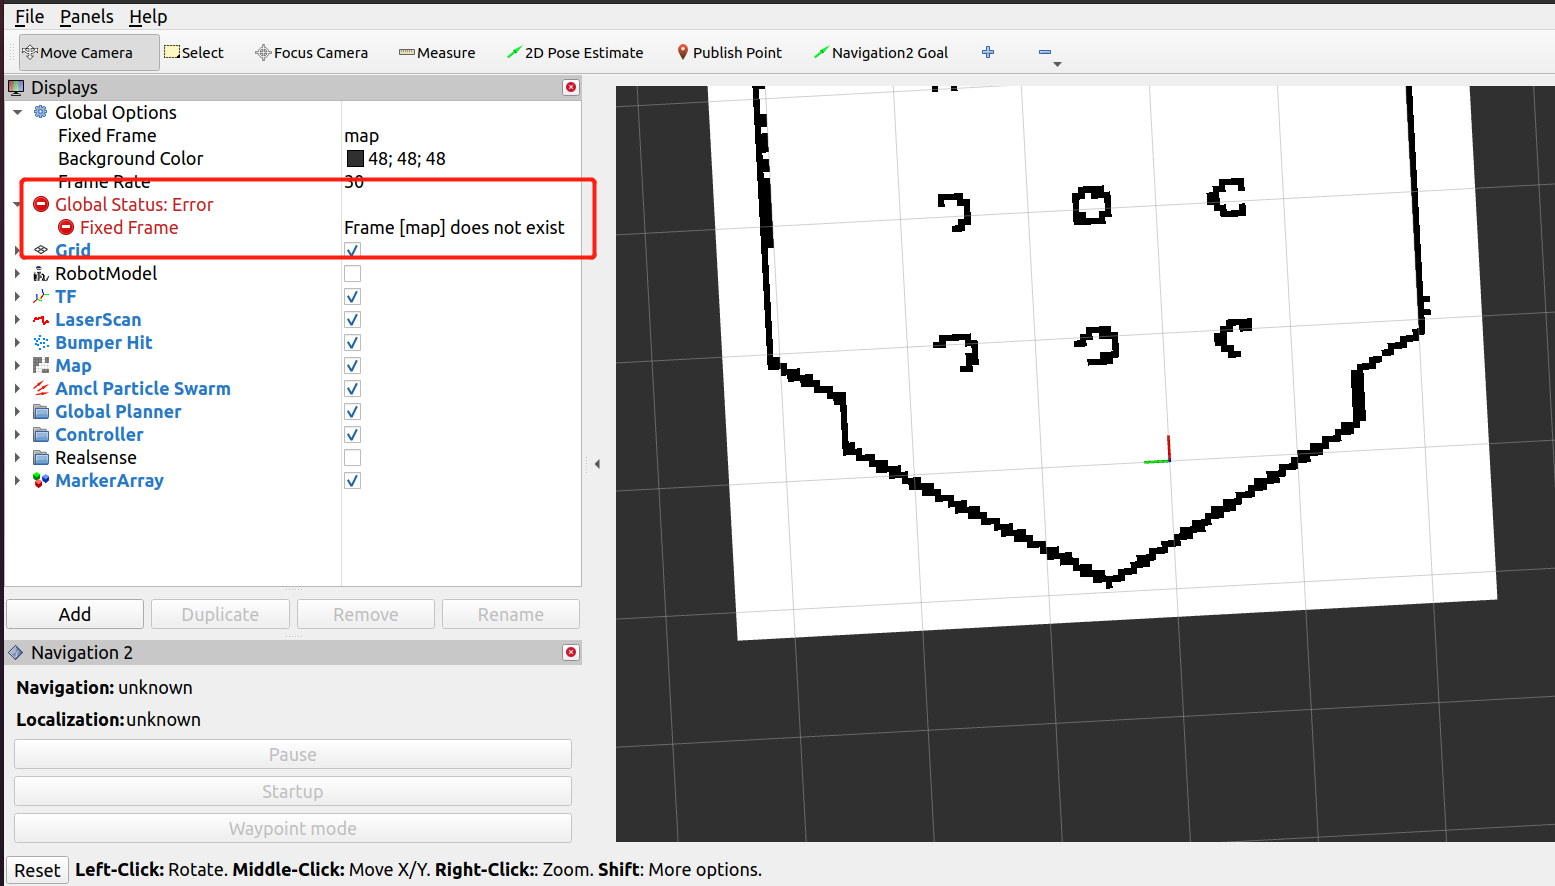 File Panels Help
Move Camera Select Focus Camera Measure 2D Pose Estimate Publish Point Navigation2 Goal
Displays
Global Options
Fixed Frame map
Background Color 48; 48; 48
Frame Rate 30
Global Status: Error
Fixed Frame Frame [map] does not exist
Grid
RobotModel
TF
LaserScan
Bumper Hit
Map
Amcl Particle Swarm
Global Planner
Controller
Realsense
MarkerArray
Add Duplicate Remove Rename
Navigation 2
Navigation: unknown
Localization: unknown
Pause
Startup
Waypoint mode
Reset Left-Click: Rotate. Middle-Click: Move X/Y. Right-Click:: Zoom. Shift: More options.